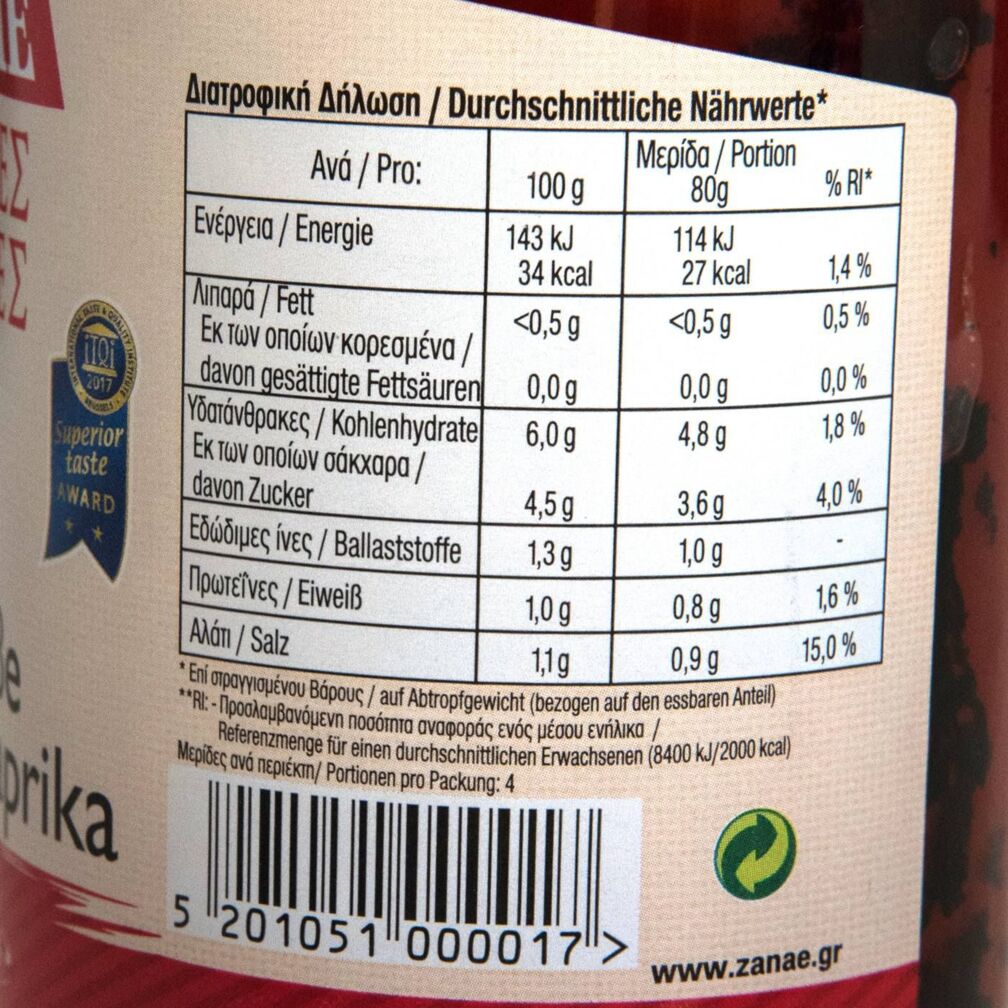 Διατροφική Δήλωση / Durchschnittliche Nährwerte*
Ανά / Pro: 100 g Μερίδα / Portion 80g % RI*
Ενέργεια / Energie 143 kJ 114 kJ
34 kcal 27 kcal 1,4 %
Λιπαρά / Fett <0,5 g <0,5 g 0,5 %
Εκ των οποίων κορεσμένα /
davon gesättigte Fettsäuren 0,0 g 0,0 g 0,0 %
Υδατάνθρακες / Kohlenhydrate 6,0 g 4,8 g 1,8 %
Εκ των οποίων σάκχαρα /
davon Zucker 4,5 g 3,6 g 4,0 %
Εδώδιμες ίνες / Ballaststoffe 1,3 g 1,0 g -
Πρωτεΐνες / Eiweiß 1,0 g 0,8 g 1,6 %
Αλάτι / Salz 1,1 g 0,9 g 15,0 %
* Επί στραγγισμένου Βάρους / auf Abtropfgewicht (bezogen auf den essbaren Anteil)
**RI: - Προσλαμβανόμενη ποσότητα αναφοράς ενός μέσου ενήλικα /
Referenzmenge für einen durchschnittlichen Erwachsenen (8400 kJ/2000 kcal)
Μερίδες ανά περιέκτη/ Portionen pro Packung: 4
5 201051 000017 >
www.zanae.gr
INTERNATIONAL TASTE & QUALITY INSTITUTE
iTQi
2017
BRUSSELS
Superior
taste
AWARD